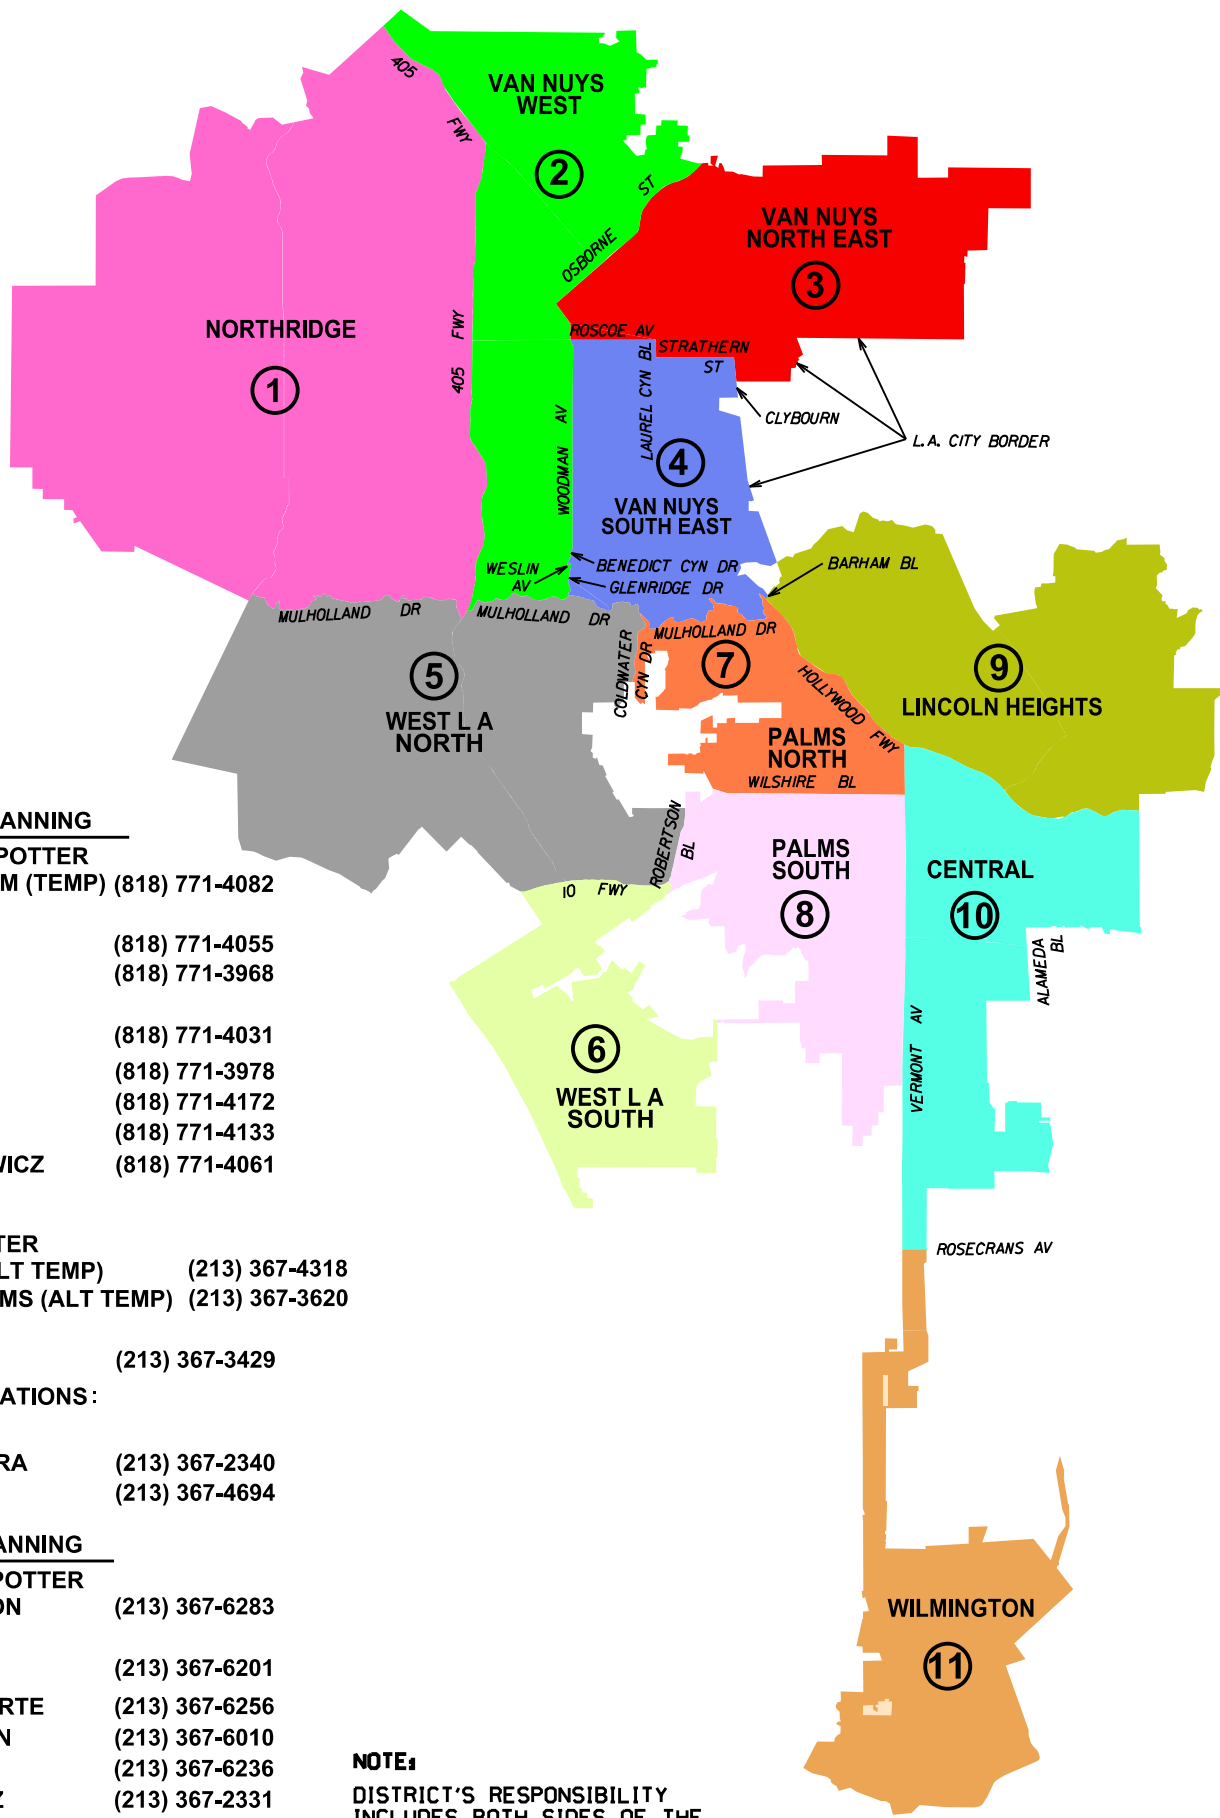 405
FWY
VAN NUYS
WEST
2
OSBORNE ST
VAN NUYS
NORTH EAST
3
NORTHRIDGE
1
405 FWY
ROSCOE AV
STRATHERN
ST
LAUREL CYN BL
WOODMAN AV
CLYBOURN
L.A. CITY BORDER
4
VAN NUYS
SOUTH EAST
WESLIN
AV
BENEDICT CYN DR
GLENRIDGE DR
BARHAM BL
MULHOLLAND DR
MULHOLLAND DR
MULHOLLAND DR
COLDWATER
CYN DR
7
HOLLYWOOD FWY
PALMS
NORTH
WILSHIRE BL
5
WEST L A
NORTH
9
LINCOLN HEIGHTS
ROBERTSON
BL
10 FWY
PALMS
SOUTH
8
CENTRAL
10
ALAMEDA
BL
VERMONT AV
6
WEST L A
SOUTH
ROSECRANS AV
WILMINGTON
11
ANNING
POTTER
M (TEMP) (818) 771-4082
(818) 771-4055
(818) 771-3968
(818) 771-4031
(818) 771-3978
(818) 771-4172
(818) 771-4133
WICZ (818) 771-4061
TER
LT TEMP) (213) 367-4318
MS (ALT TEMP) (213) 367-3620
(213) 367-3429
ATIONS:
RA (213) 367-2340
(213) 367-4694
ANNING
POTTER
ON (213) 367-6283
(213) 367-6201
RTE (213) 367-6256
N (213) 367-6010
(213) 367-6236
Z (213) 367-2331
NOTE:
DISTRICT'S RESPONSIBILITY
INCLUDES BOTH SIDES OF THE